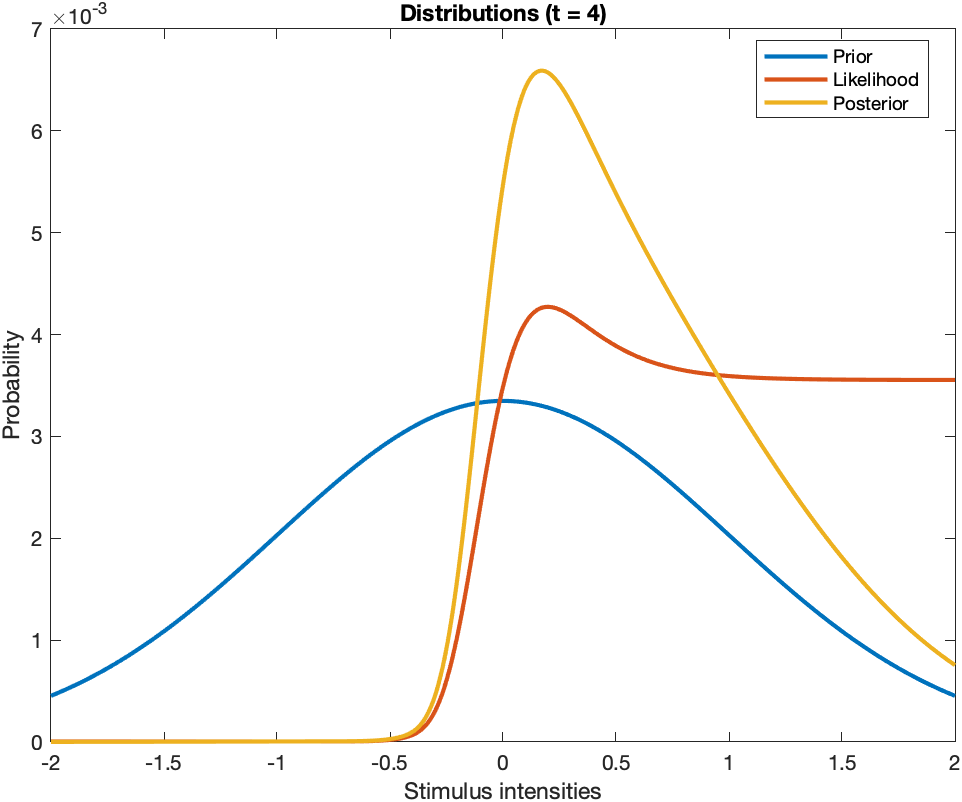 Distributions (t = 4)
×10-3
Prior
Likelihood
Posterior
7
6
5
4
3
2
1
0
Probability
-2 -1.5 -1 -0.5 0 0.5 1 1.5 2
Stimulus intensities